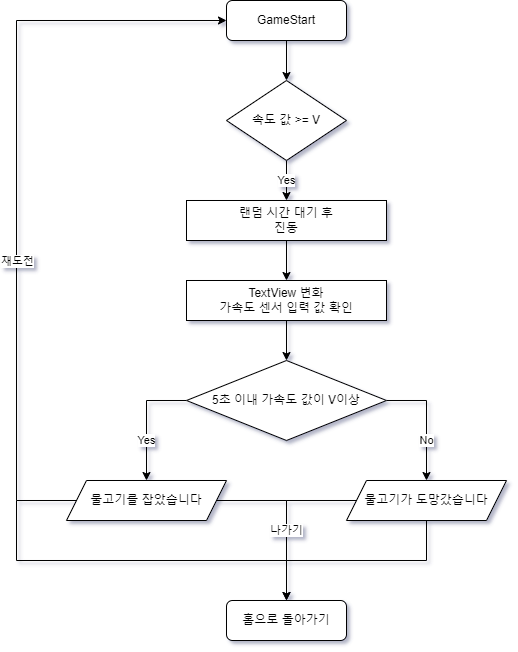 GameStart
속도 값 >= V
Yes
랜덤 시간 대기 후
진동
재도전
TextView 변화
가속도 센서 입력 값 확인
5초 이내 가속도 값이 V이상
Yes
No
물고기를 잡았습니다
물고기가 도망갔습니다
나가기
홈으로 돌아가기